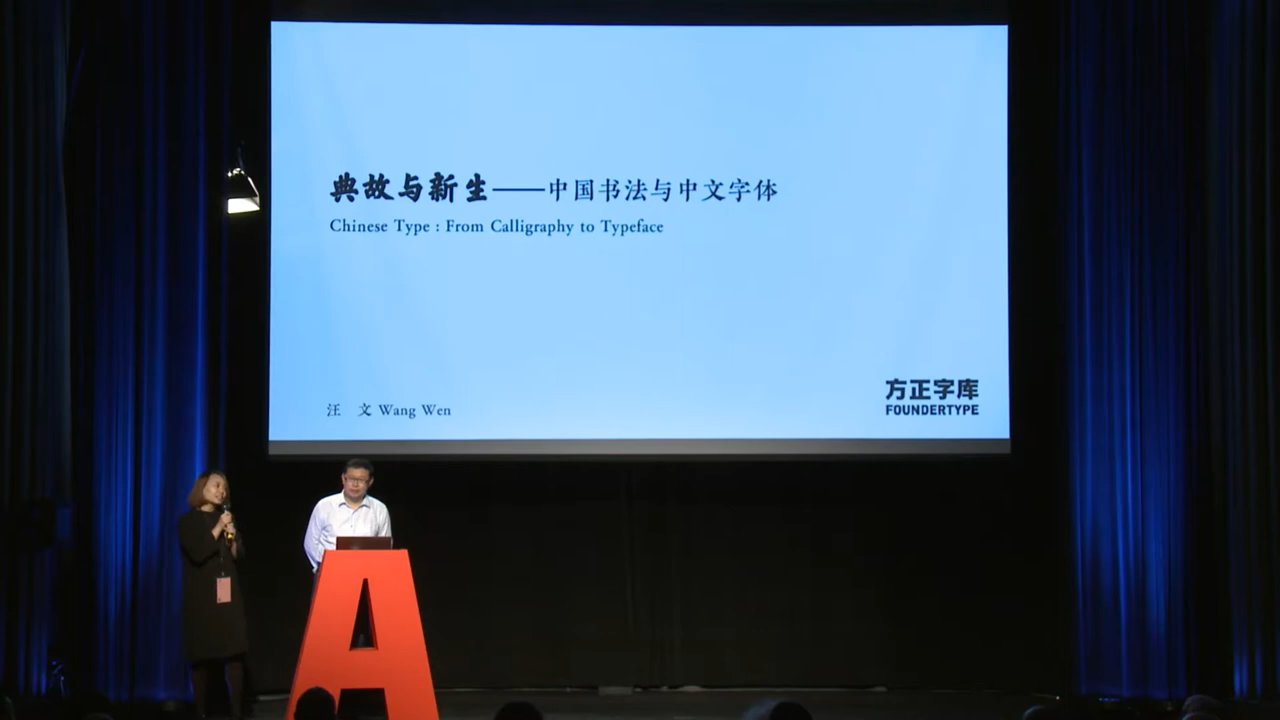 典故与新生——中国书法与中文字体
Chinese Type : From Calligraphy to Typeface
汪 文 Wang Wen
方正字库
FOUNDERTYPE
A